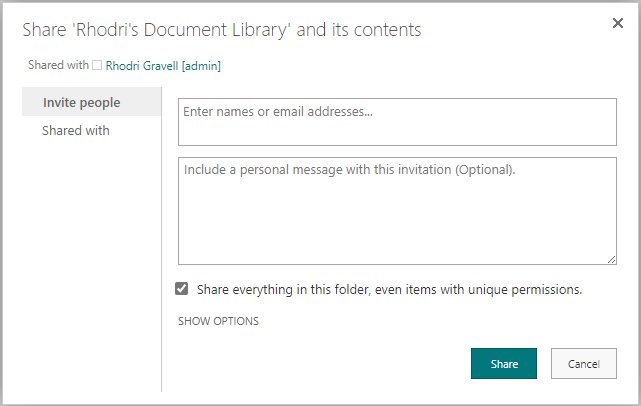 Share 'Rhodri's Document Library' and its contents
Shared with Rhodri Gravell [admin]
Invite people
Shared with
Enter names or email addresses...
Include a personal message with this invitation (Optional).
Share everything in this folder, even items with unique permissions.
SHOW OPTIONS
Share
Cancel